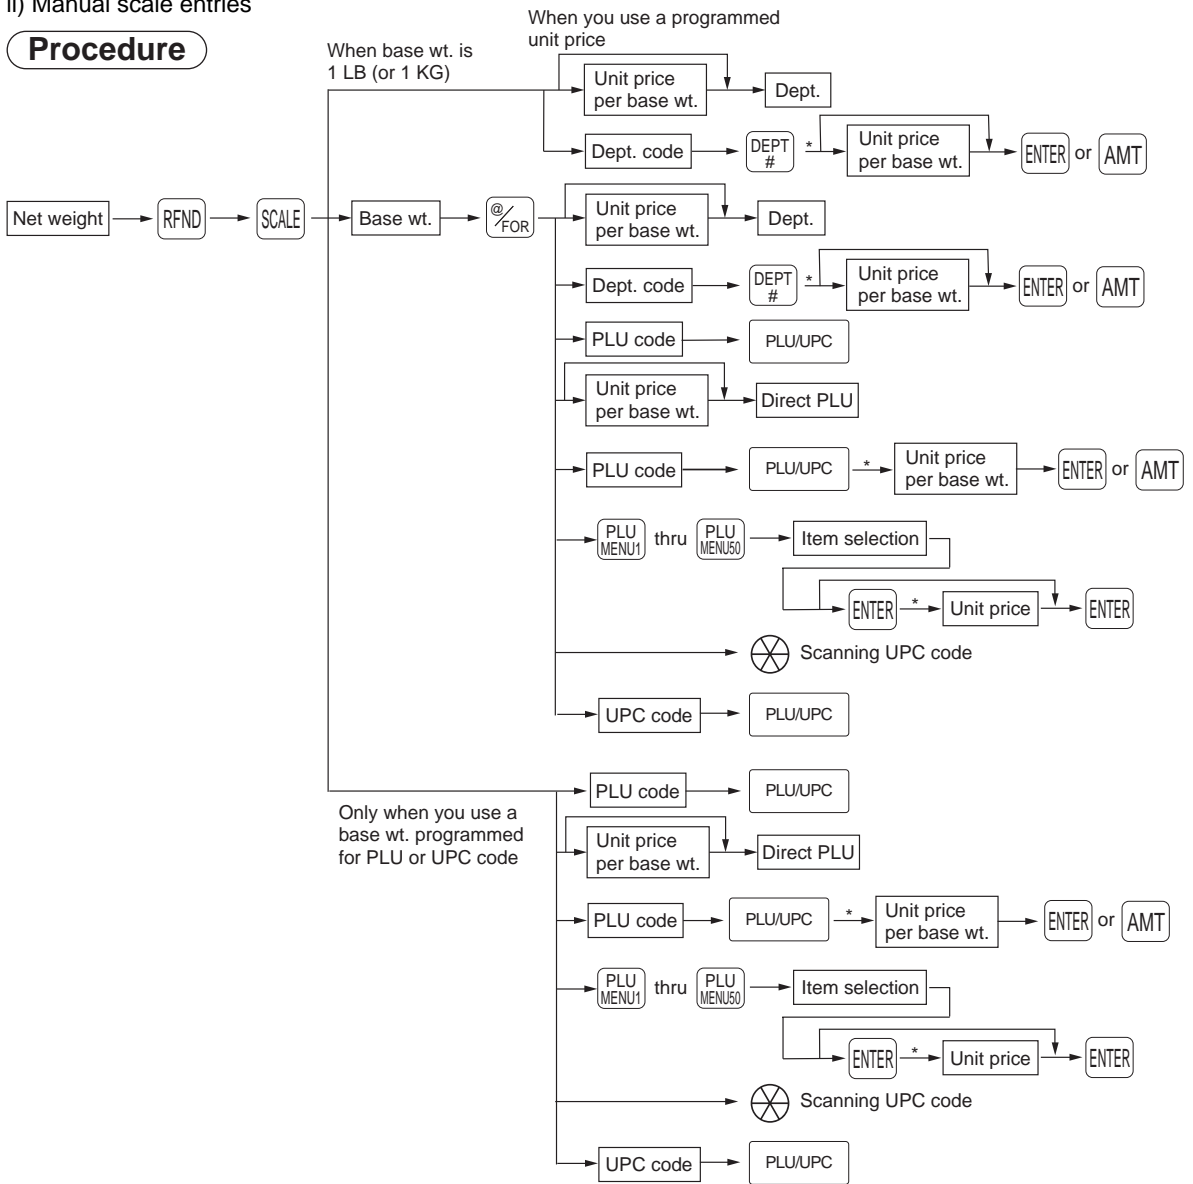 ii) Manual scale entries
Procedure
When you use a programmed
unit price
When base wt. is
1 LB (or 1 KG)
Unit price
per base wt.
Dept.
Dept. code
DEPT
#
*
Unit price
per base wt.
ENTER or AMT
Net weight
RFND
SCALE
Base wt.
@/FOR
Unit price
per base wt.
Dept.
Dept. code
DEPT
#
*
Unit price
per base wt.
ENTER or AMT
PLU code
PLU/UPC
Unit price
per base wt.
Direct PLU
PLU code
PLU/UPC
*
Unit price
per base wt.
ENTER or AMT
PLU
MENU1
thru
PLU
MENU50
Item selection
ENTER
*
Unit price
ENTER
Scanning UPC code
UPC code
PLU/UPC
Only when you use a
base wt. programmed
for PLU or UPC code
PLU code
PLU/UPC
Unit price
per base wt.
Direct PLU
PLU code
PLU/UPC
*
Unit price
per base wt.
ENTER or AMT
PLU
MENU1
thru
PLU
MENU50
Item selection
ENTER
*
Unit price
ENTER
Scanning UPC code
UPC code
PLU/UPC